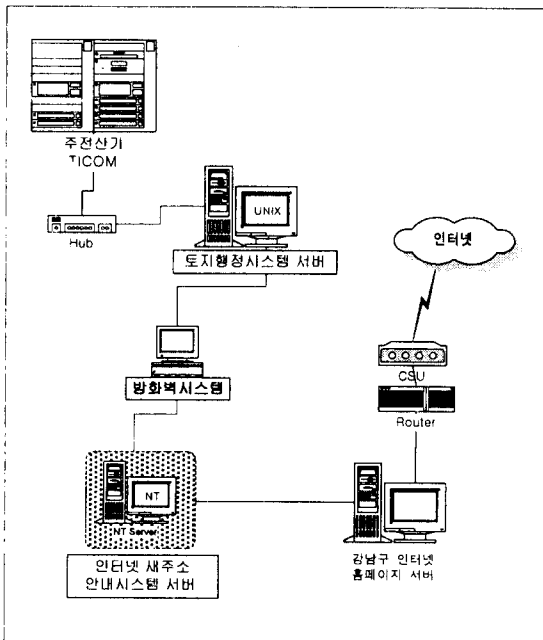 주전산기
TICOM
Hub
UNIX
토지행정시스템 서버
인터넷
방화벽시스템
CSU
Router
NT
NT Server
인터넷 새주소
안내시스템 서버
강남구 인터넷
홈페이지 서버